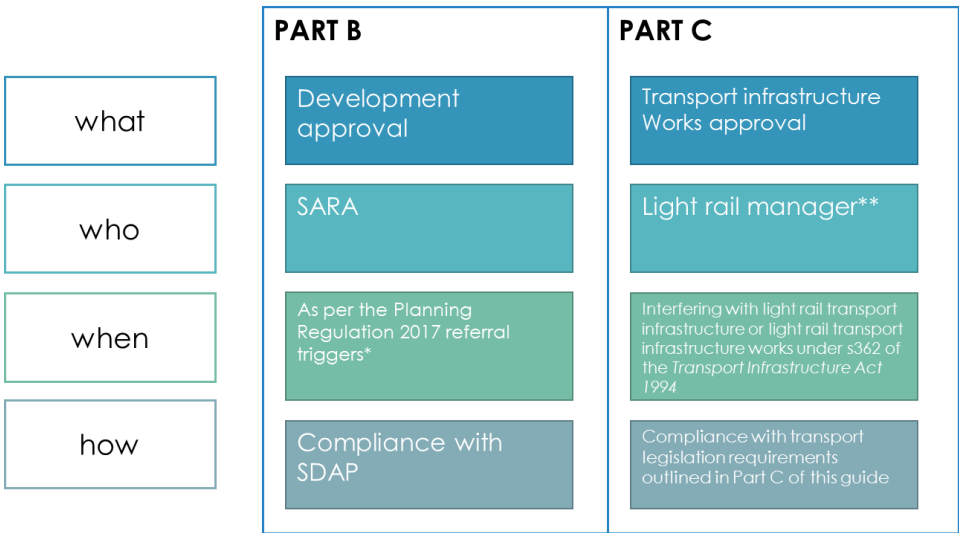 PART B
PART C
what
Development
approval
Transport infrastructure
Works approval
who
SARA
Light rail manager**
when
As per the Planning
Regulation 2017 referral
triggers*
Interfering with light rail transport
infrastructure or light rail transport
infrastructure works under s362 of
the Transport Infrastructure Act
1994
how
Compliance with
SDAP
Compliance with transport
legislation requirements
outlined in Part C of this guide